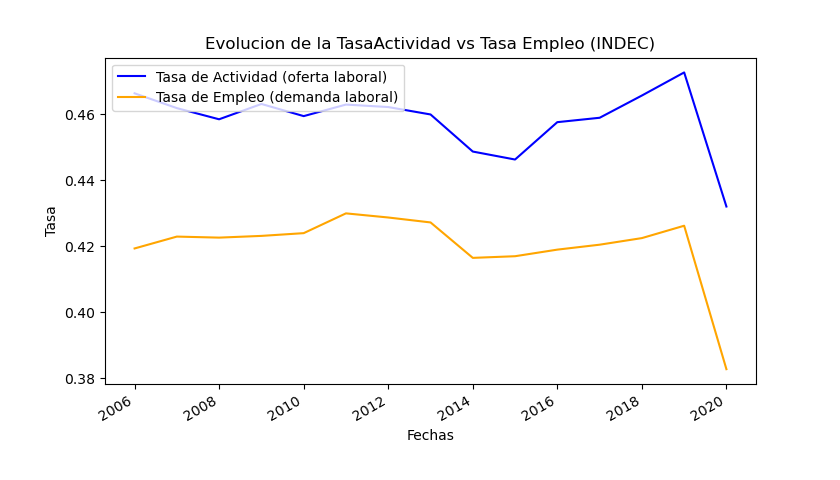 Evolucion de la TasaActividad vs Tasa Empleo (INDEC)
Tasa de Actividad (oferta laboral)
Tasa de Empleo (demanda laboral)
Tasa
0.46
0.44
0.42
0.40
0.38
2006
2008
2010
2012
2014
2016
2018
2020
Fechas